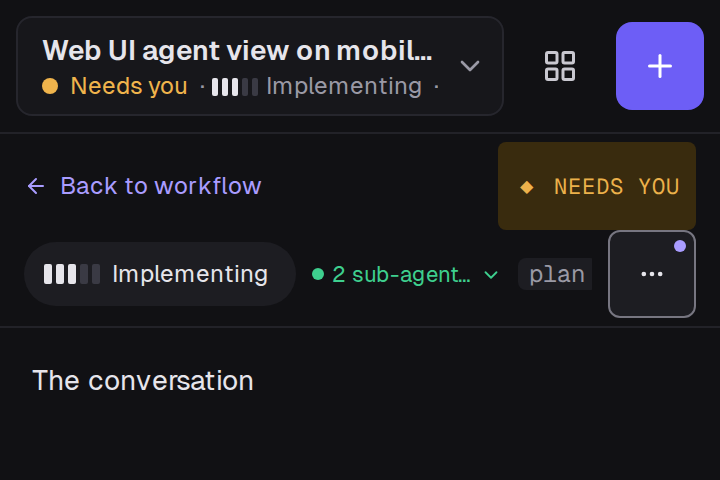 Web UI agent view on mobil…
Needs you · Implementing ·
← Back to workflow
◆ NEEDS YOU
Implementing
2 sub-agent…
plan
…
The conversation